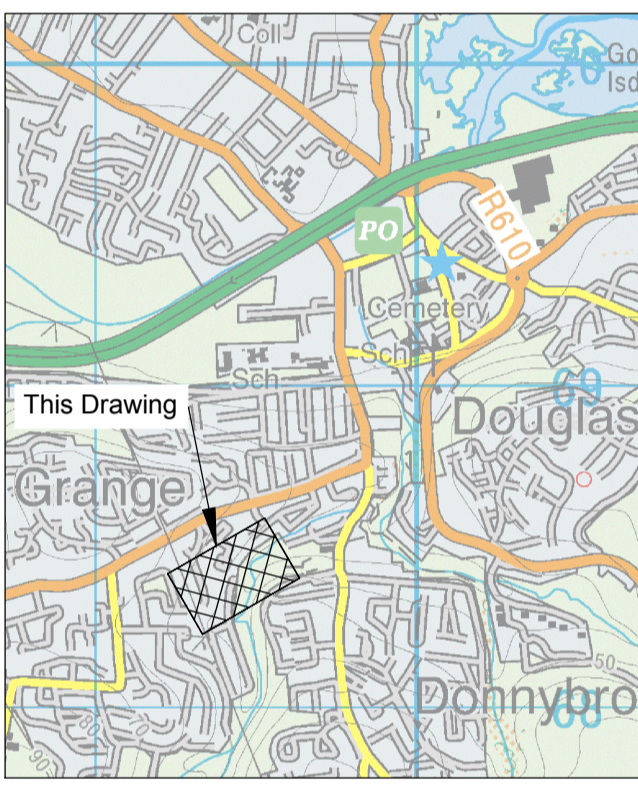 Coll
Go
Isd
6
PO
R610
Cemetery
Sch
Sch
69
This Drawing
Douglas
Grange
50
Donnybro
68
80
70
90